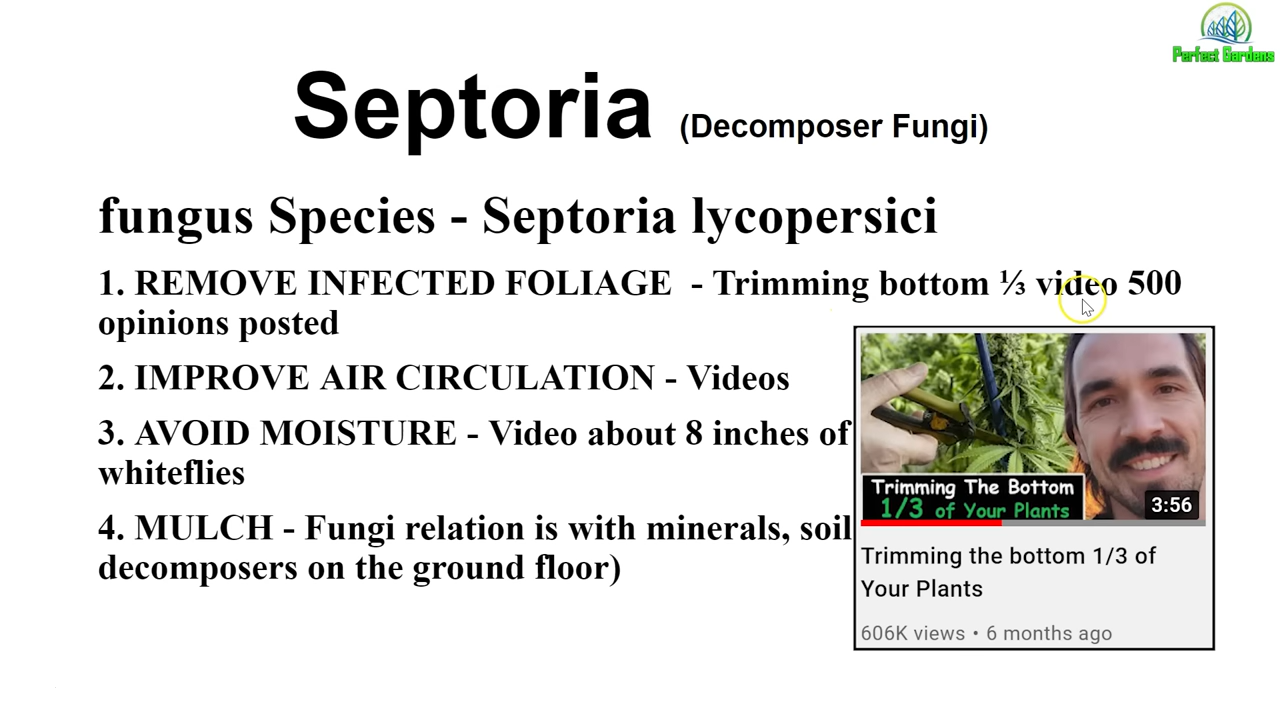 Perfect Gardens
Septoria (Decomposer Fungi)
fungus Species - Septoria lycopersici
1. REMOVE INFECTED FOLIAGE - Trimming bottom ⅓ video 500
opinions posted
2. IMPROVE AIR CIRCULATION - Videos
3. AVOID MOISTURE - Video about 8 inches of
whiteflies
4. MULCH - Fungi relation is with minerals, soil
decomposers on the ground floor)
Trimming The Bottom
1/3 of Your Plants
3:56
Trimming the bottom 1/3 of
Your Plants
606K views • 6 months ago